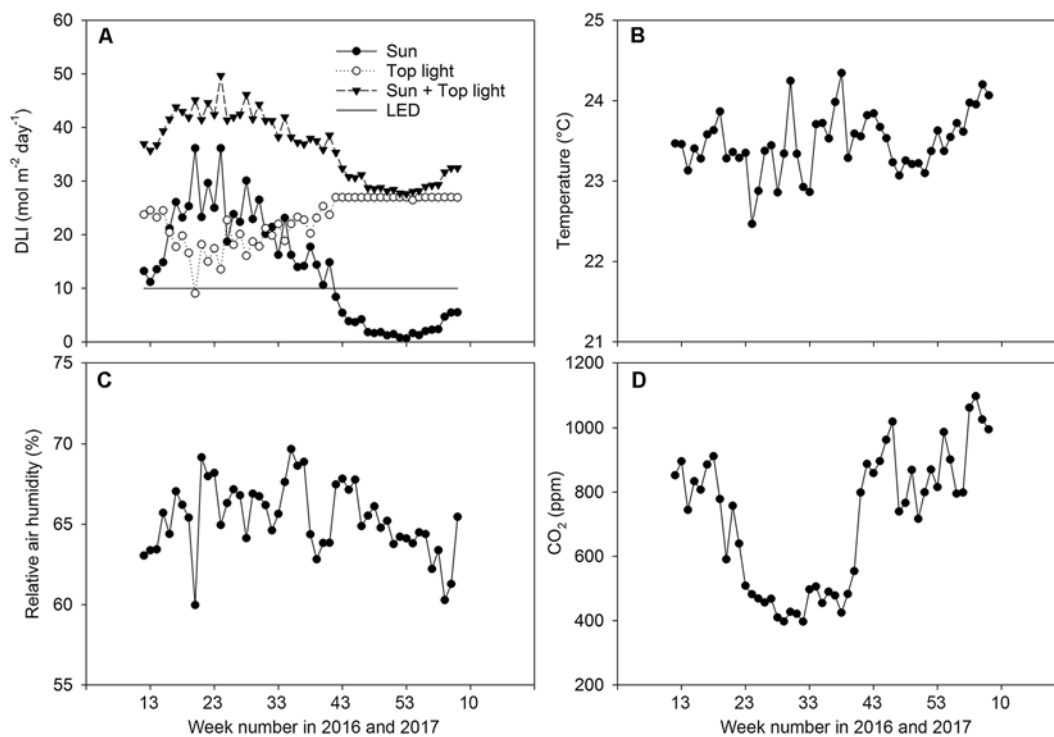 A
60
50
40
30
20
10
0
DLI (mol m⁻² day⁻¹)
Sun
Top light
Sun + Top light
LED
B
25
24
23
22
21
Temperature (°C)
C
75
70
65
60
55
Relative air humidity (%)
13 23 33 43 53 10
Week number in 2016 and 2017
D
1200
1000
800
600
400
200
CO₂ (ppm)
13 23 33 43 53 10
Week number in 2016 and 2017